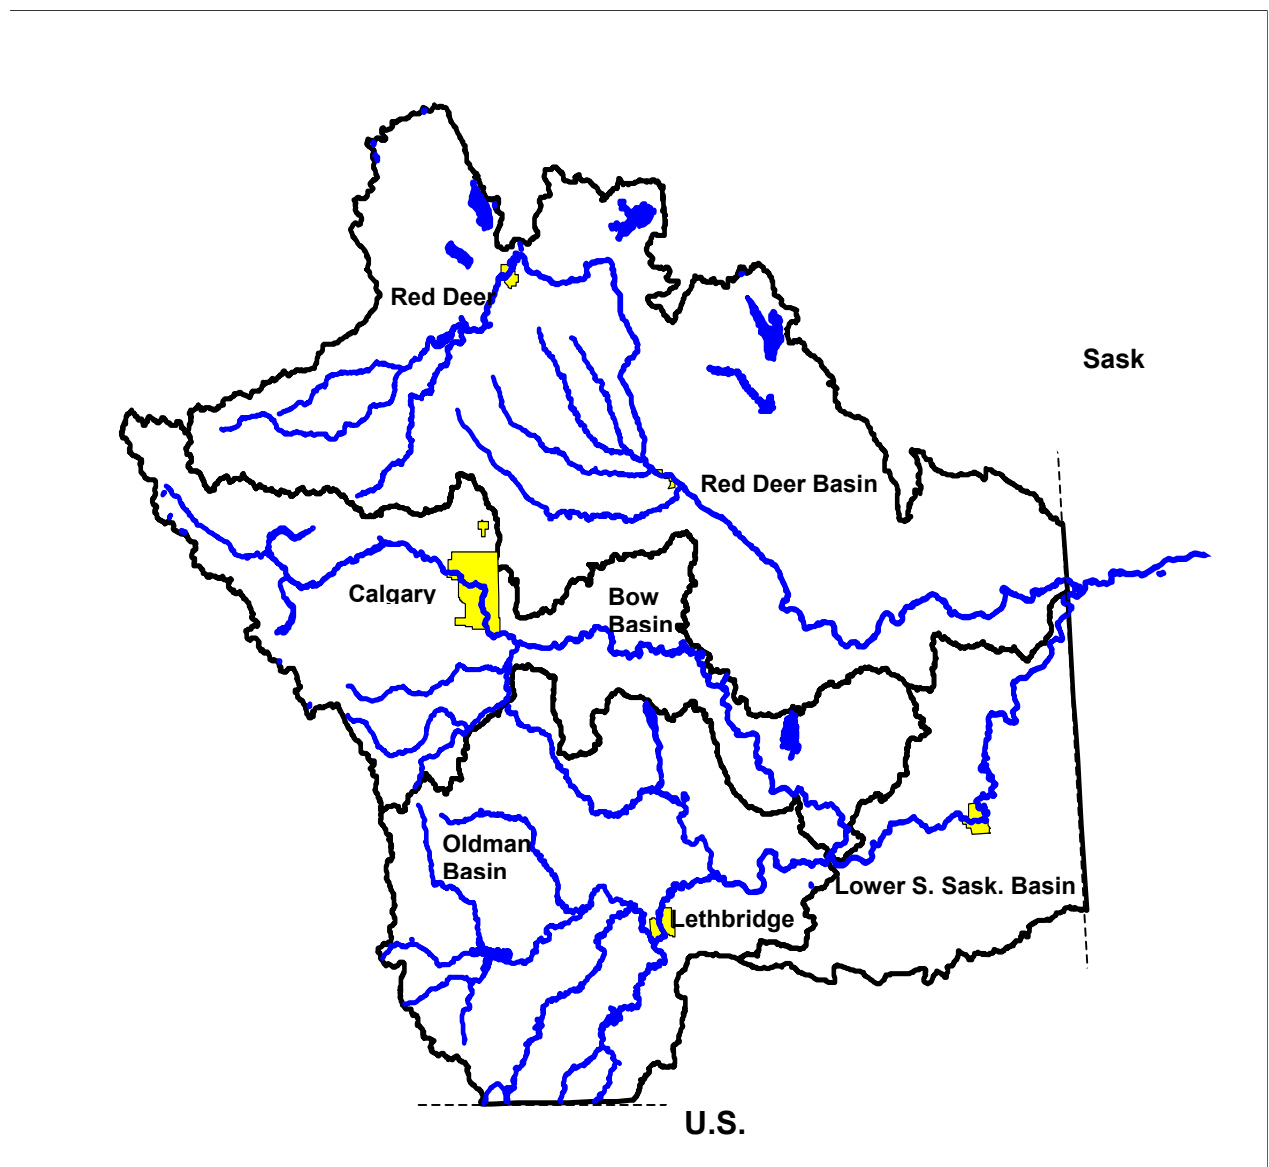 Red Deer
Sask
Red Deer Basin
Calgary
Bow
Basin
Oldman
Basin
Lower S. Sask. Basin
Lethbridge
U.S.